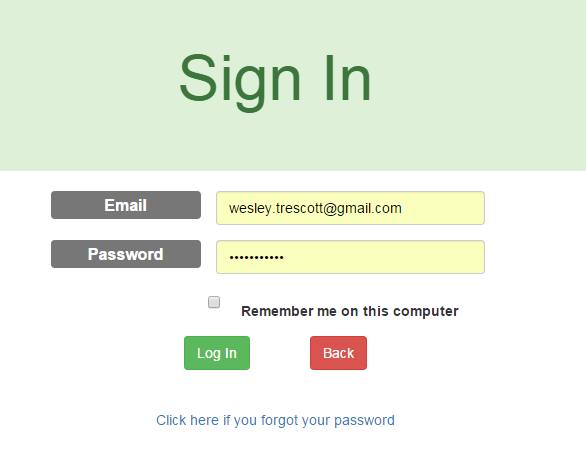 Sign In
Email wesley.trescott@gmail.com
Password •••••••••••
Remember me on this computer
Log In Back
Click here if you forgot your password